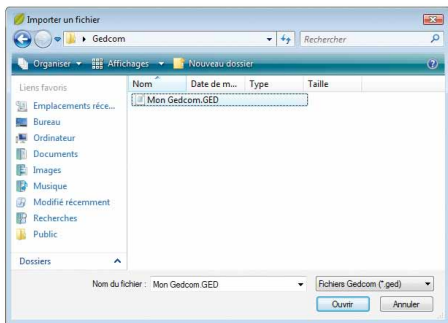 Importer un fichier
Gedcom
Rechercher
Organiser
Affichages
Nouveau dossier
Liens favoris
Nom Date de m... Type Taille
Mon Gedcom.GED
Emplacements réce...
Bureau
Ordinateur
Documents
Images
Musique
Modifié récemment
Recherches
Public
Dossiers
Nom du fichier : Mon Gedcom.GED
Fichiers Gedcom (*.ged)
Ouvrir
Annuler